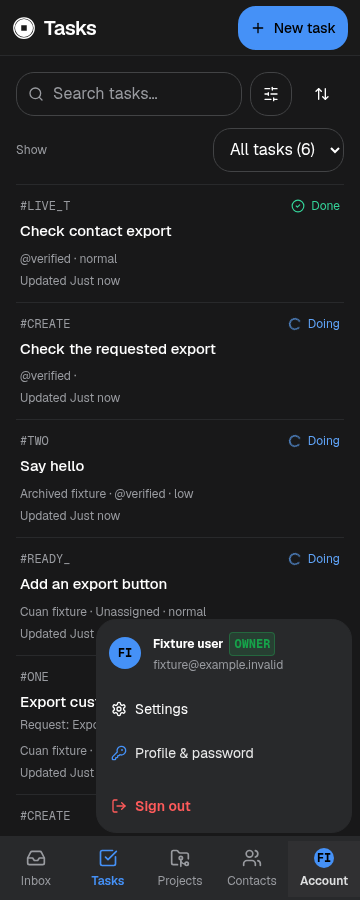 Tasks
New task
Search tasks...
Show
All tasks (6)
#LIVE_T
Done
Check contact export
@verified · normal
Updated Just now
#CREATE
Doing
Check the requested export
@verified ·
Updated Just now
#TWO
Doing
Say hello
Archived fixture · @verified · low
Updated Just now
#READY_
Doing
Add an export button
Cuan fixture · Unassigned · normal
Updated Just
#ONE
Export
Request:
Cuan fixture ·
Updated Just
#CREATE
FI
Fixture user
OWNER
fixture@example.invalid
Settings
Profile & password
Sign out
Inbox
Tasks
Projects
Contacts
FI
Account